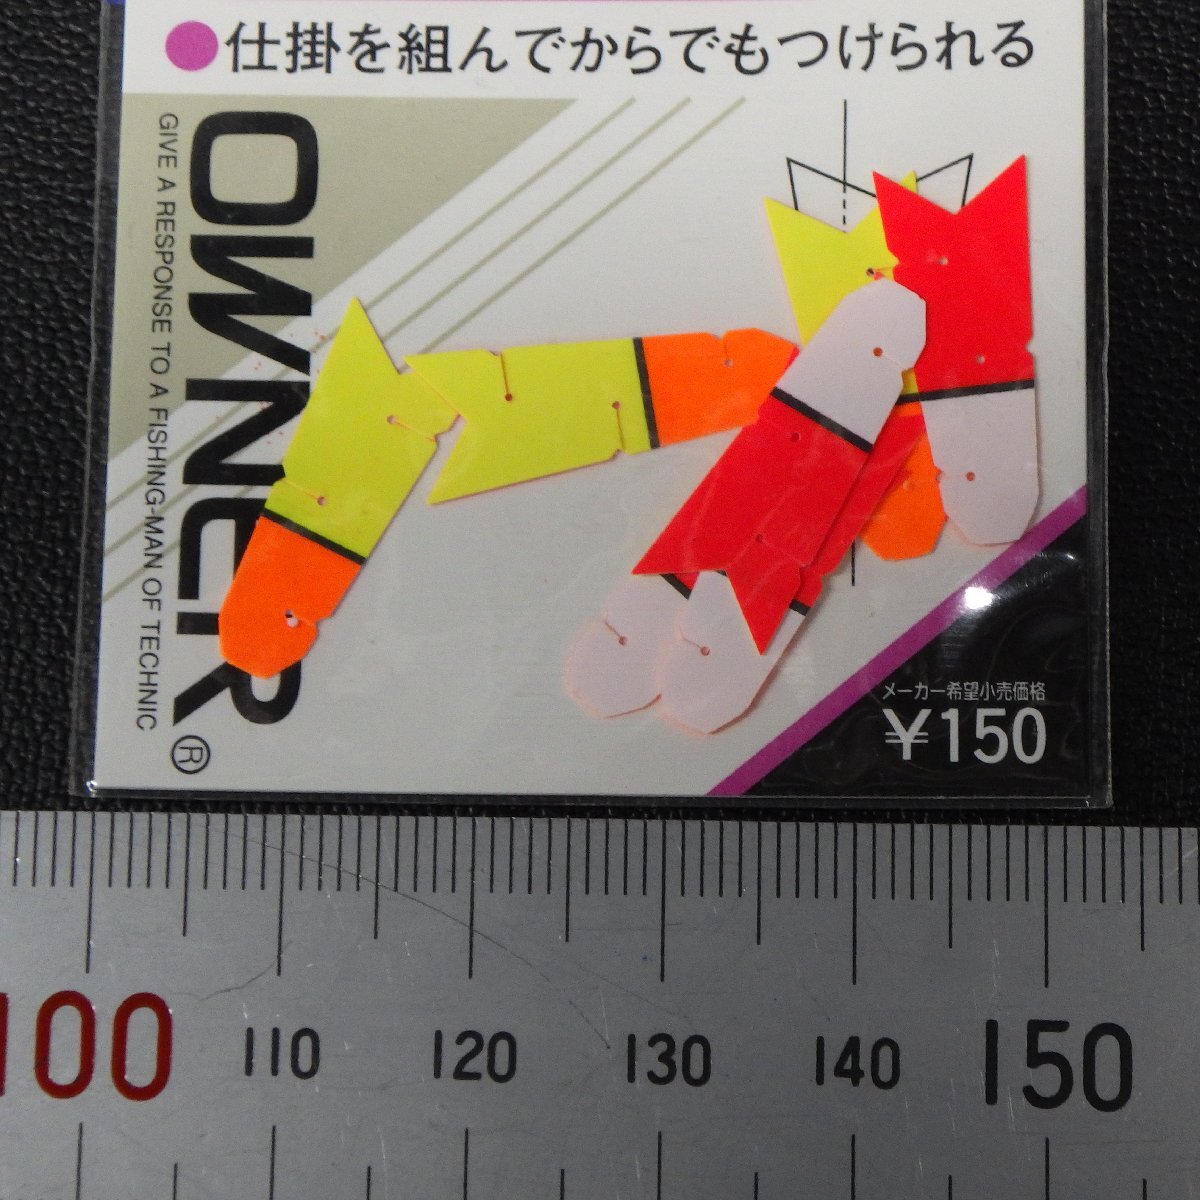 ●仕掛を組んでからでもつけられる
OWNER®
GIVE A RESPONSE TO A FISHING-MAN OF TECHNIC
メーカー希望小売価格
¥150
100 110 120 130 140 150